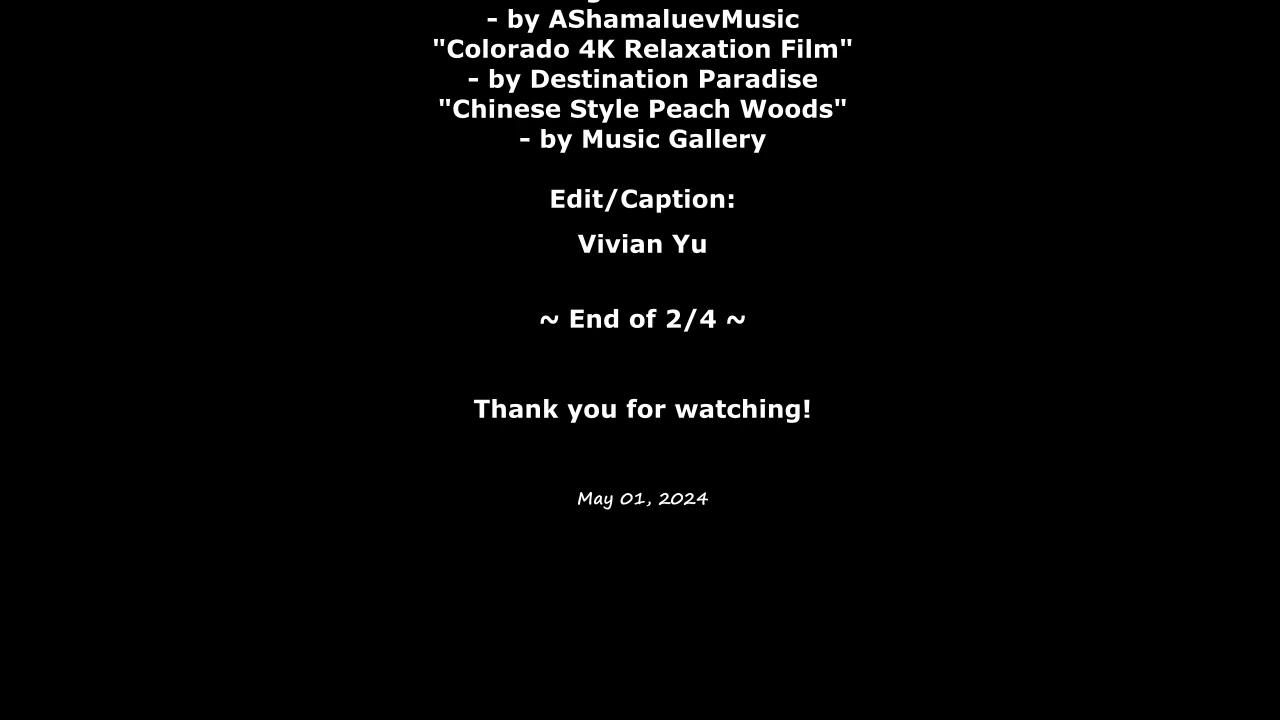 - by AShamaluevMusic
"Colorado 4K Relaxation Film"
- by Destination Paradise
"Chinese Style Peach Woods"
- by Music Gallery
Edit/Caption:
Vivian Yu
~ End of 2/4 ~
Thank you for watching!
May 01, 2024